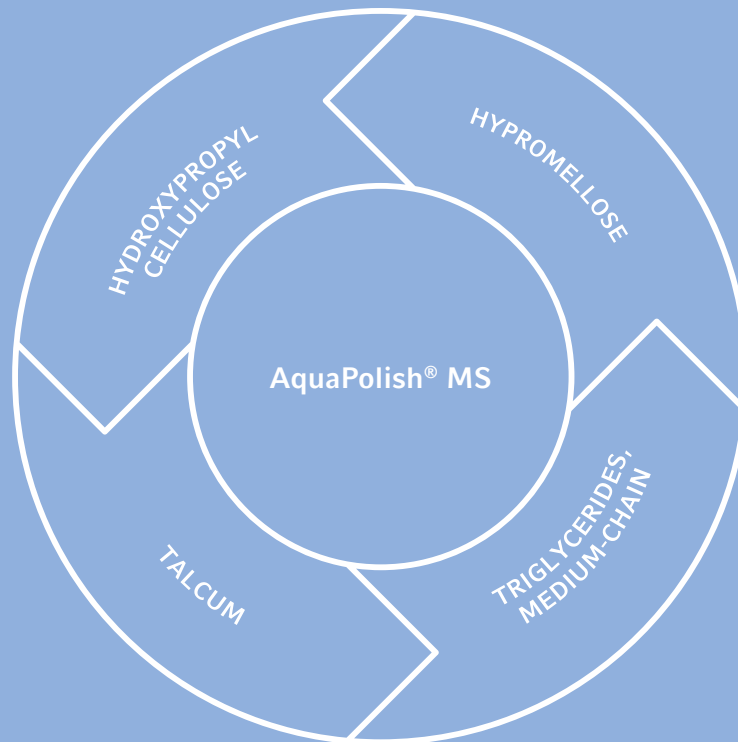 HYDROXYPROPYL
CELLULOSE
HYPROMELLOSE
AquaPolish® MS
TALCUM
TRIGLYCERIDES,
MEDIUM-CHAIN